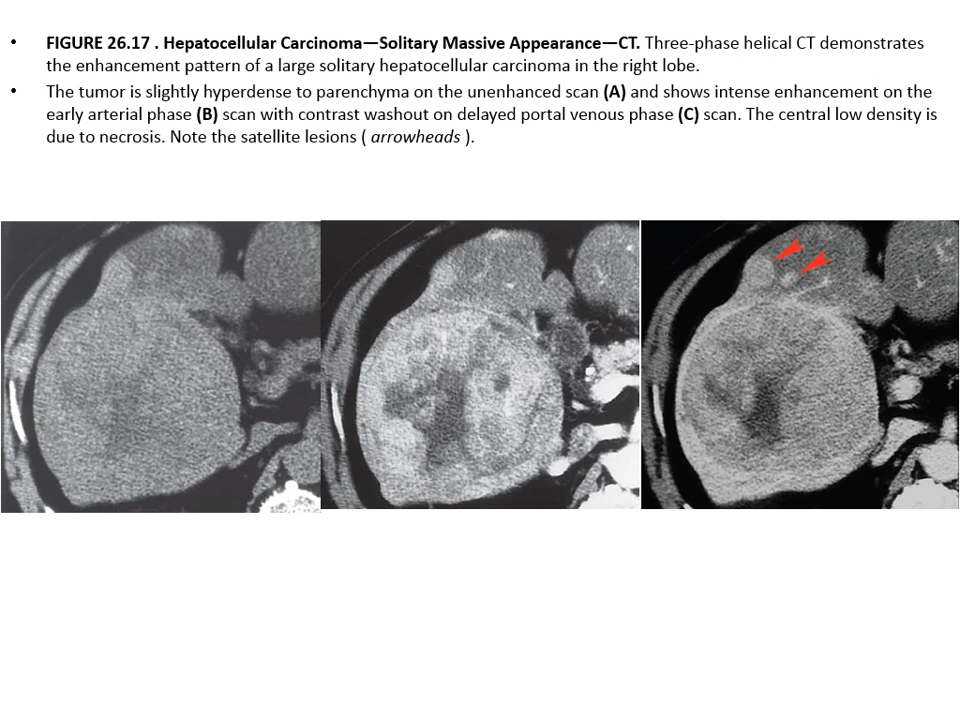 • FIGURE 26.17 . Hepatocellular Carcinoma—Solitary Massive Appearance—CT. Three-phase helical CT demonstrates
the enhancement pattern of a large solitary hepatocellular carcinoma in the right lobe.
• The tumor is slightly hyperdense to parenchyma on the unenhanced scan (A) and shows intense enhancement on the
early arterial phase (B) scan with contrast washout on delayed portal venous phase (C) scan. The central low density is
due to necrosis. Note the satellite lesions ( arrowheads ).